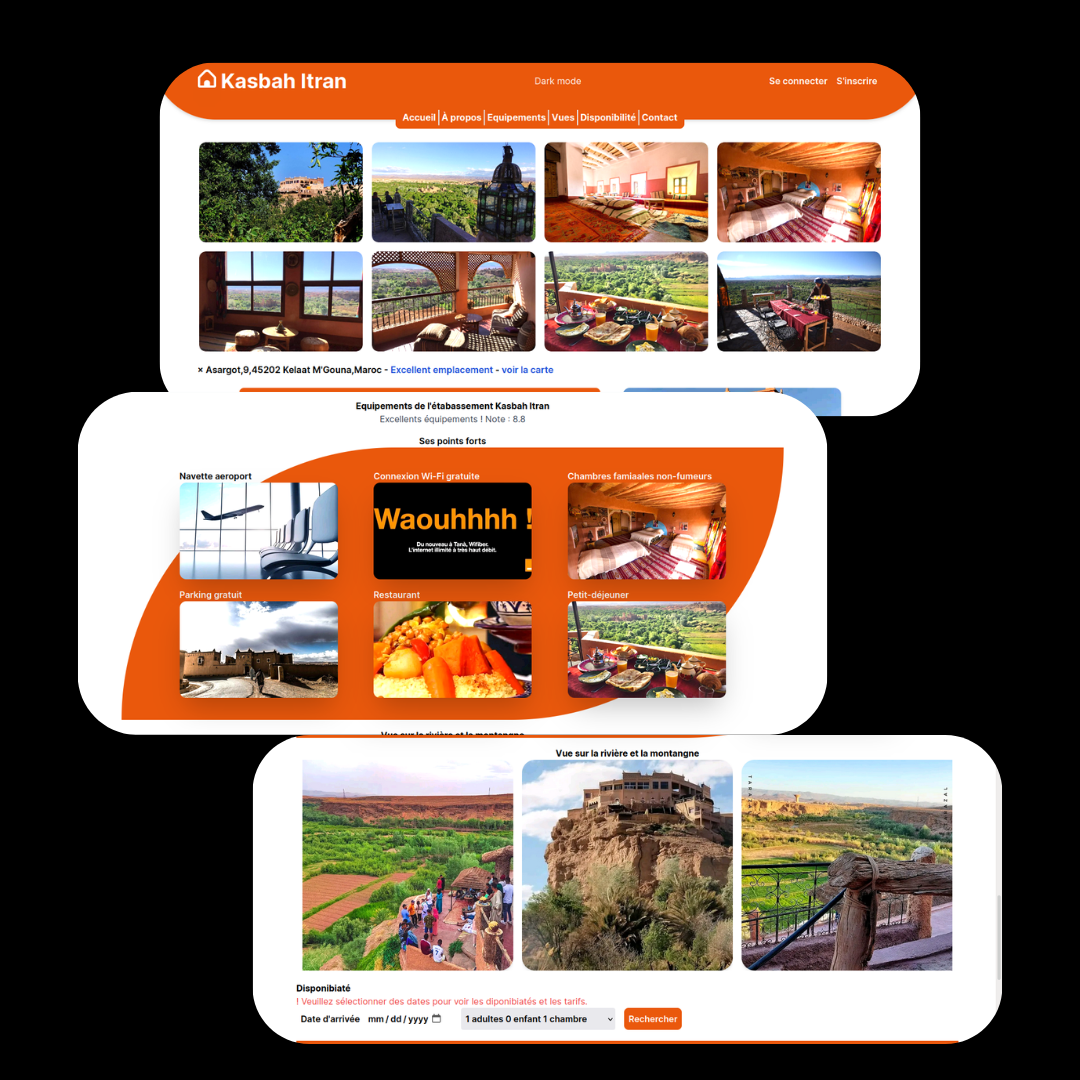 Kasbah Itran
Dark mode
Se connecter S'inscrire
Accueil À propos Equipements Vues Disponibilité Contact
× Asargot,9,45202 Kelaat M'Gouna,Maroc - Excellent emplacement - voir la carte
Equipements de l'étabassement Kasbah Itran
Excellents équipements ! Note : 8.8
Ses points forts
Navette aeroport
Connexion Wi-Fi gratuite
Chambres famiaales non-fumeurs
Waouhhhh !
Du nouveau à Tanà, Wifiber.
L'internet illimité à très haut débit.
Parking gratuit
Restaurant
Petit-déjeuner
Vue sur la rivière et la montangne
Vue sur la rivière et la montangne
Disponibiaté
! Veuillez sélectionner des dates pour voir les diponibiatés et les tarifs.
Date d'arrivée mm/dd/yyyy 1 adultes 0 enfant 1 chambre Rechercher